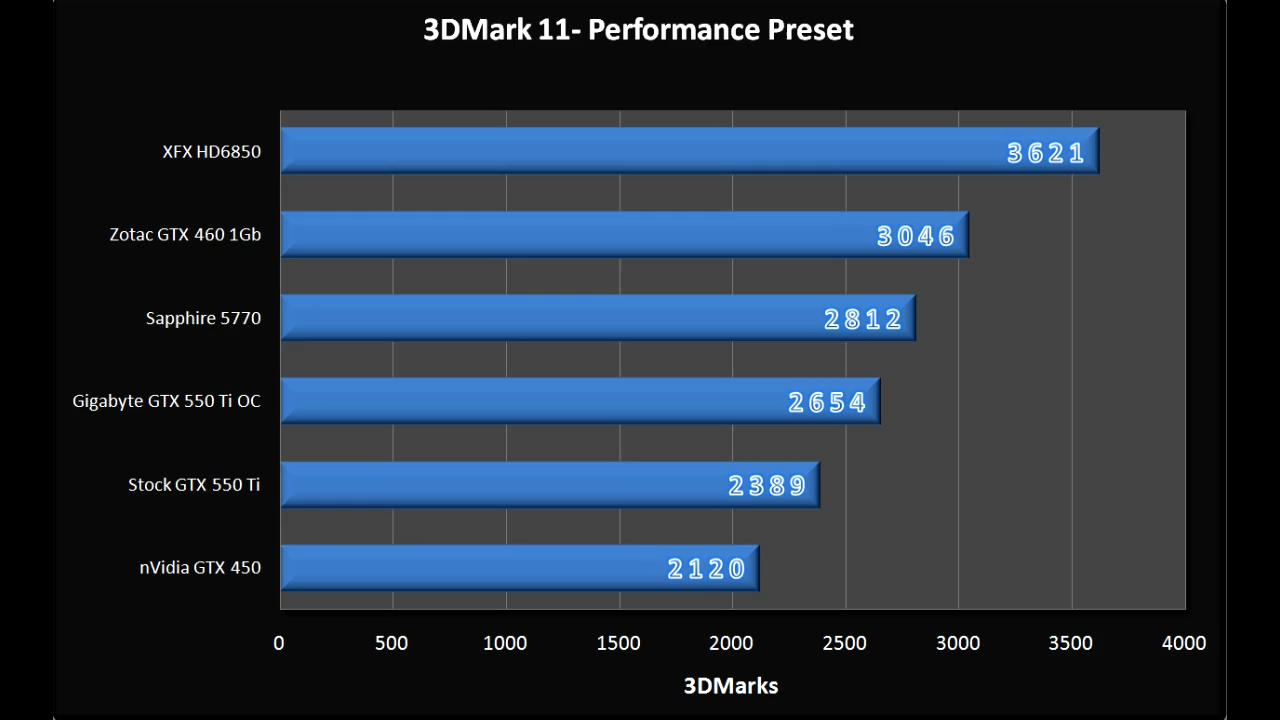 3DMark 11- Performance Preset
XFX HD6850 3621
Zotac GTX 460 1Gb 3046
Sapphire 5770 2812
Gigabyte GTX 550 Ti OC 2654
Stock GTX 550 Ti 2389
nVidia GTX 450 2120
0 500 1000 1500 2000 2500 3000 3500 4000
3DMarks